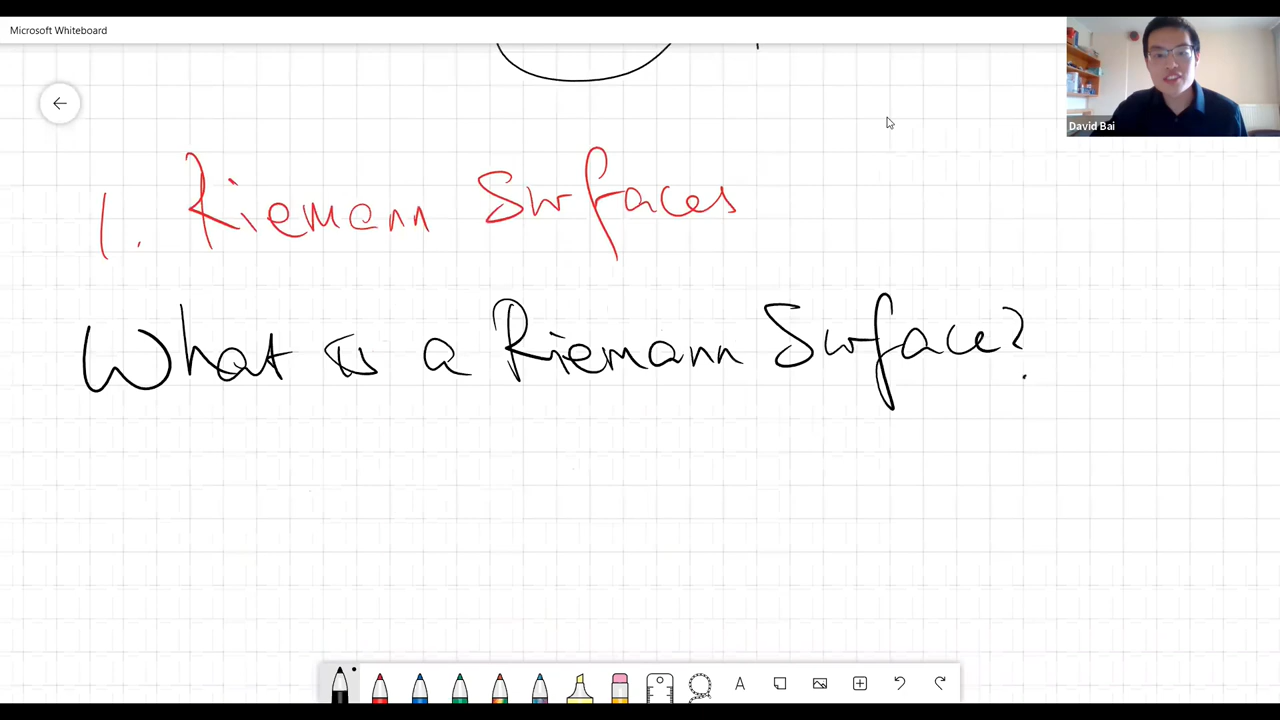 Microsoft Whiteboard
David Bai
1. Riemann Surfaces
What is a Riemann Surface?
A